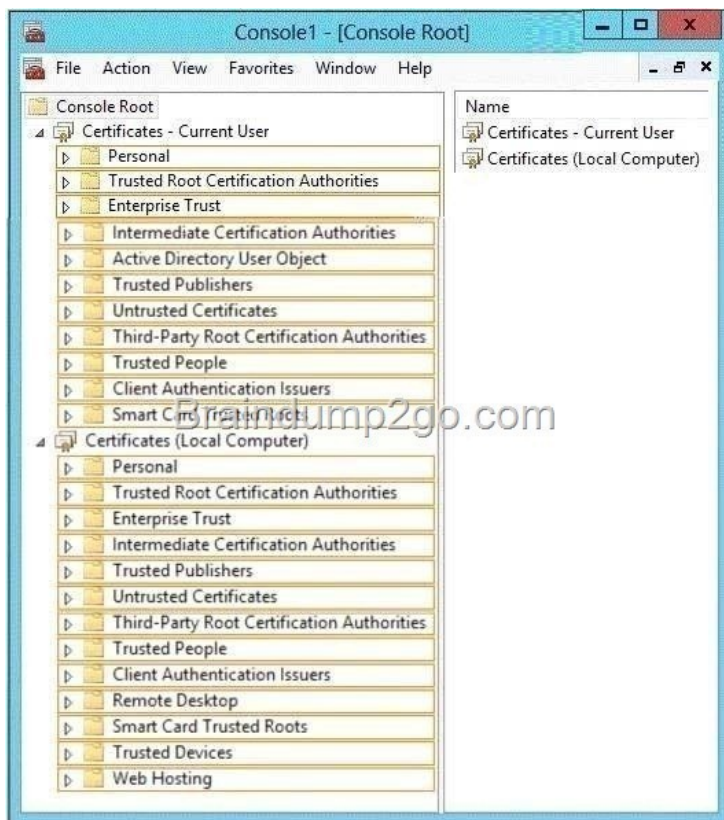 Console1 - [Console Root]
File Action View Favorites Window Help
Console Root
Certificates - Current User
Personal
Trusted Root Certification Authorities
Enterprise Trust
Intermediate Certification Authorities
Active Directory User Object
Trusted Publishers
Untrusted Certificates
Third-Party Root Certification Authorities
Trusted People
Client Authentication Issuers
Smart Card Trusted Roots
Certificates (Local Computer)
Personal
Trusted Root Certification Authorities
Enterprise Trust
Intermediate Certification Authorities
Trusted Publishers
Untrusted Certificates
Third-Party Root Certification Authorities
Trusted People
Client Authentication Issuers
Remote Desktop
Smart Card Trusted Roots
Trusted Devices
Web Hosting
Name
Certificates - Current User
Certificates (Local Computer)
Braindump2go.com